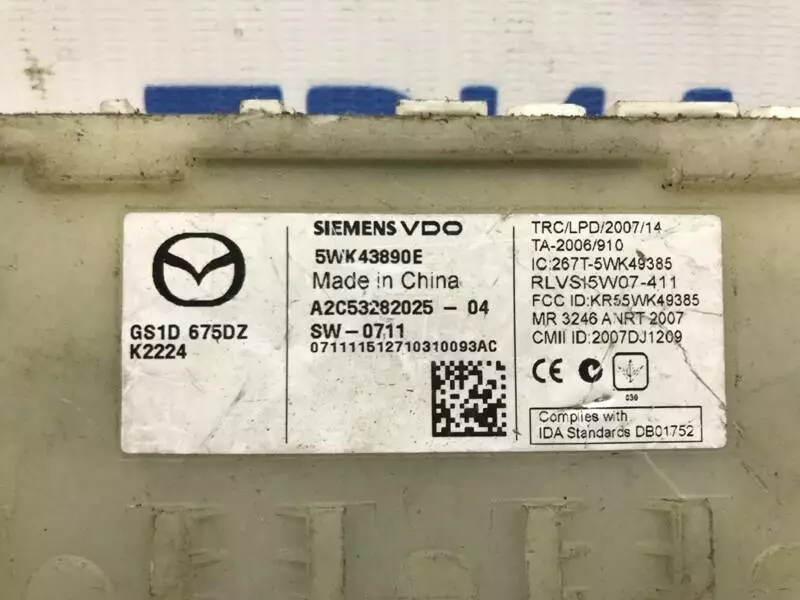 GS1D 675DZ
K2224
SIEMENS VDO
5WK43890E
Made in China
A2C53282025 - 04
SW-0711
071111512710310093AC
TRC/LPD/2007/14
TA-2006/910
IC:267T-5WK49385
RLVSI5W07-411
FCC ID:KR55WK49385
MR 3246 ANRT 2007
CMII ID:2007DJ1209
CE
030
Complies with
IDA Standards DB01752